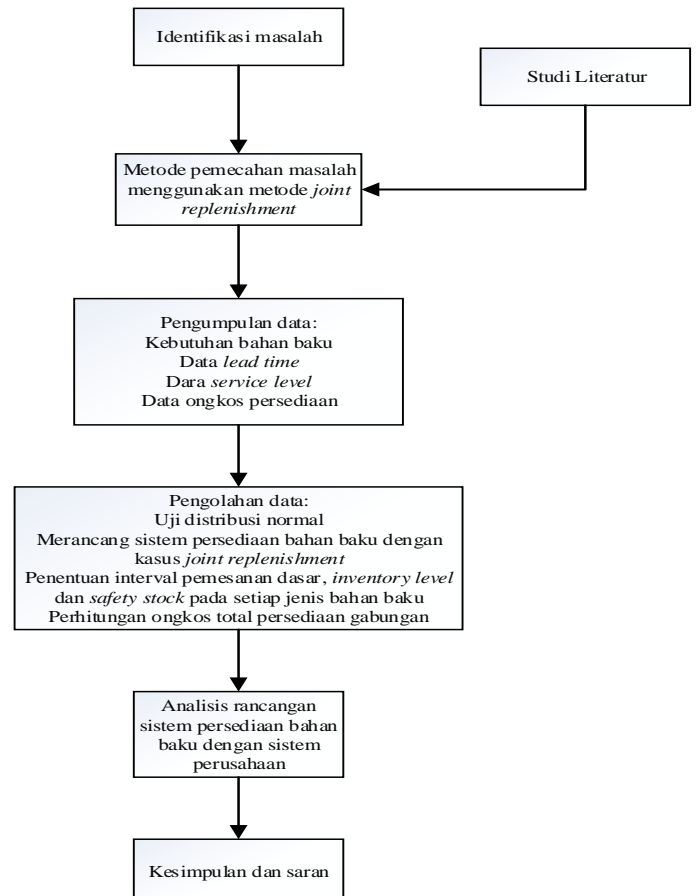 Identifikasi masalah
Studi Literatur
Metode pemecahan masalah
menggunakan metode joint
replenishment
Pengumpulan data:
Kebutuhan bahan baku
Data lead time
Dara service level
Data ongkos persediaan
Pengolahan data:
Uji distribusi normal
Merancang sistem persediaan bahan baku dengan
kasus joint replenishment
Penentuan interval pemesanan dasar, inventory level
dan safety stock pada setiap jenis bahan baku
Perhitungan ongkos total persediaan gabungan
Analisis rancangan
sistem persediaan bahan
baku dengan sistem
perusahaan
Kesimpulan dan saran